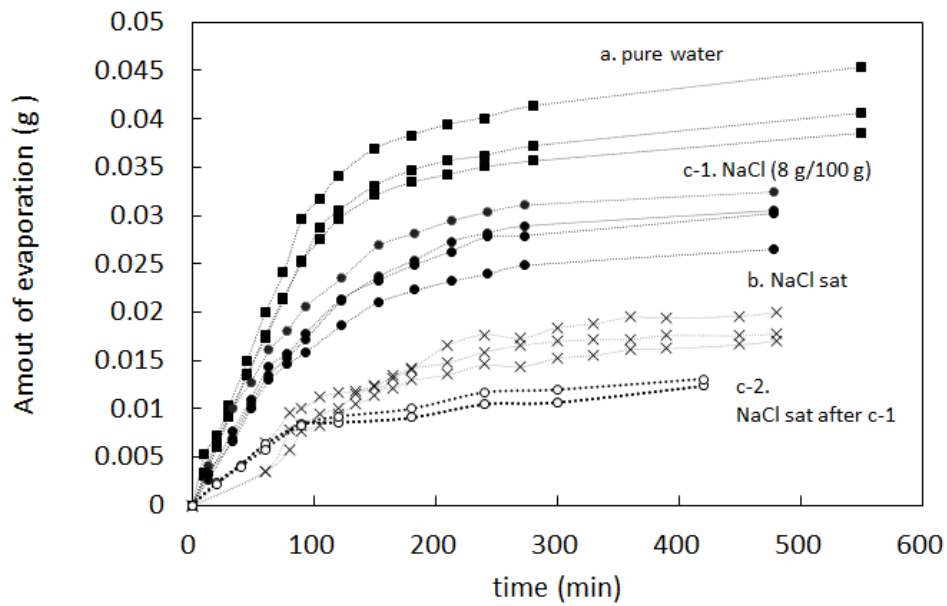 0.05
0.045
0.04
0.035
0.03
0.025
0.02
0.015
0.01
0.005
0
Amout of evaporation (g )
a. pure water
c-1. NaCl (8 g/100 g)
b. NaCl sat
c-2.
NaCl sat after c-1
0 100 200 300 400 500 600
time (min)